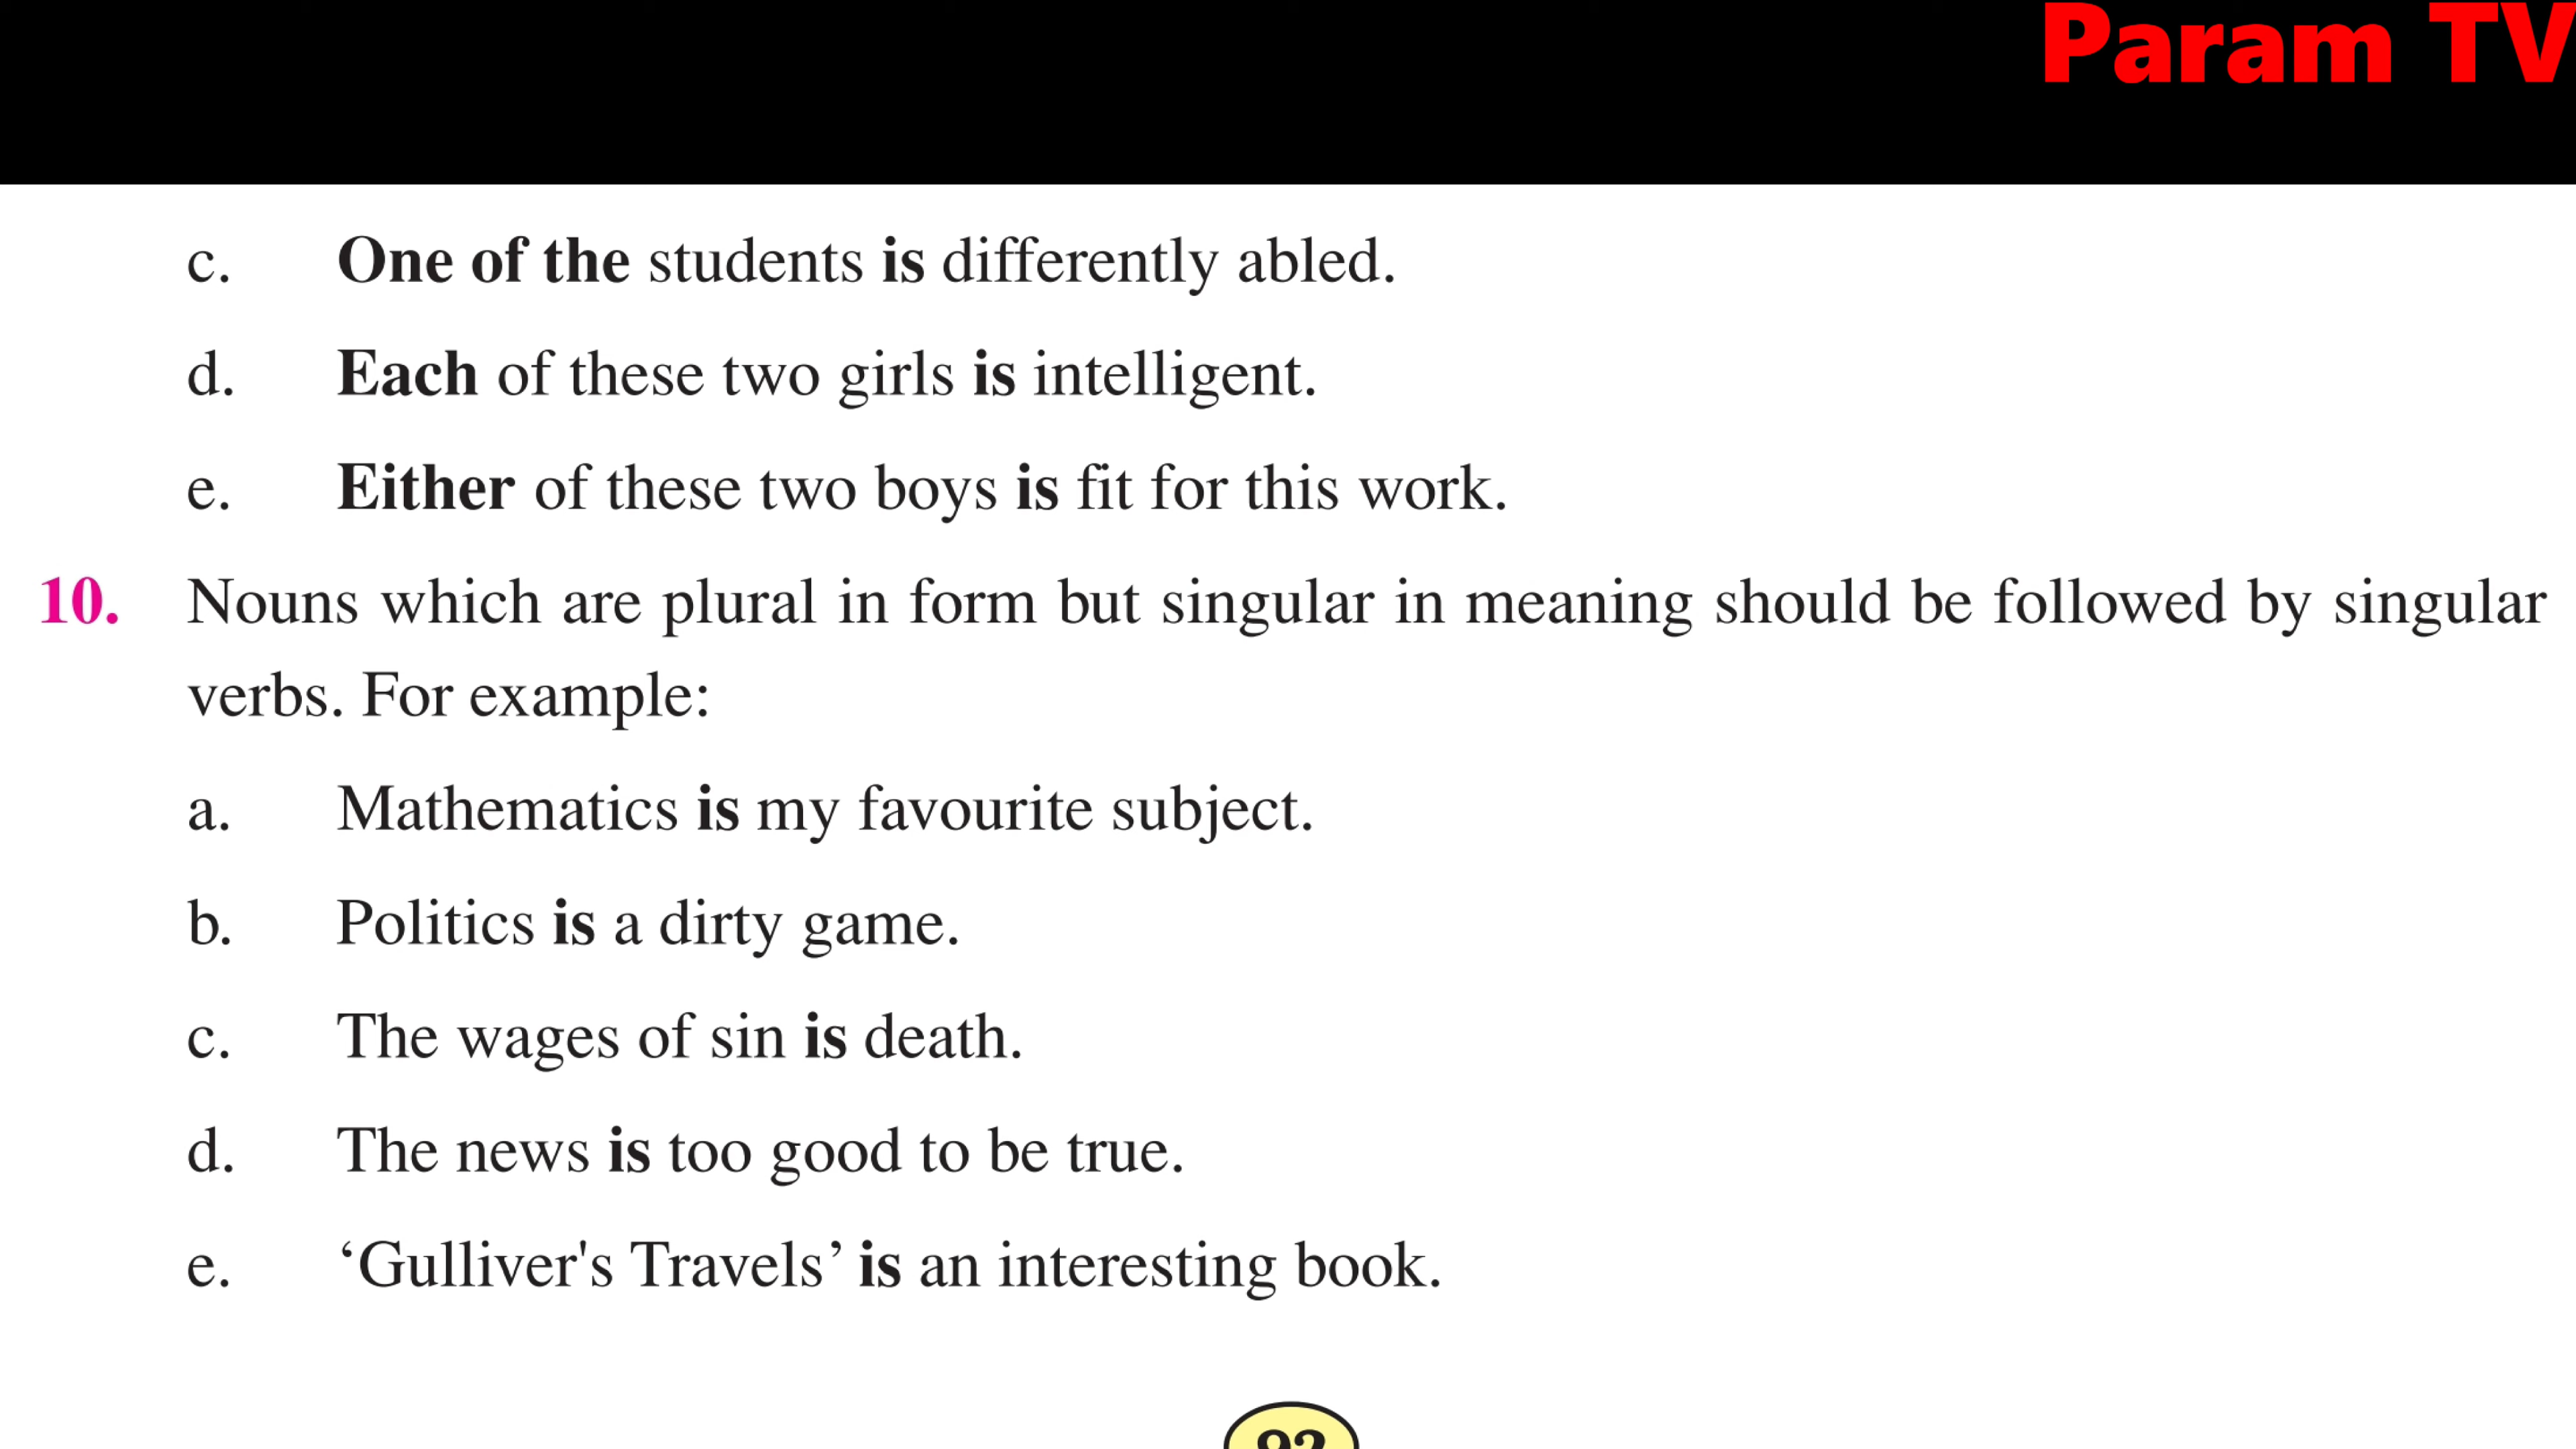 Param TV
c. One of the students is differently abled.
d. Each of these two girls is intelligent.
e. Either of these two boys is fit for this work.
10. Nouns which are plural in form but singular in meaning should be followed by singular
verbs. For example:
a. Mathematics is my favourite subject.
b. Politics is a dirty game.
c. The wages of sin is death.
d. The news is too good to be true.
e. ‘Gulliver's Travels’ is an interesting book.